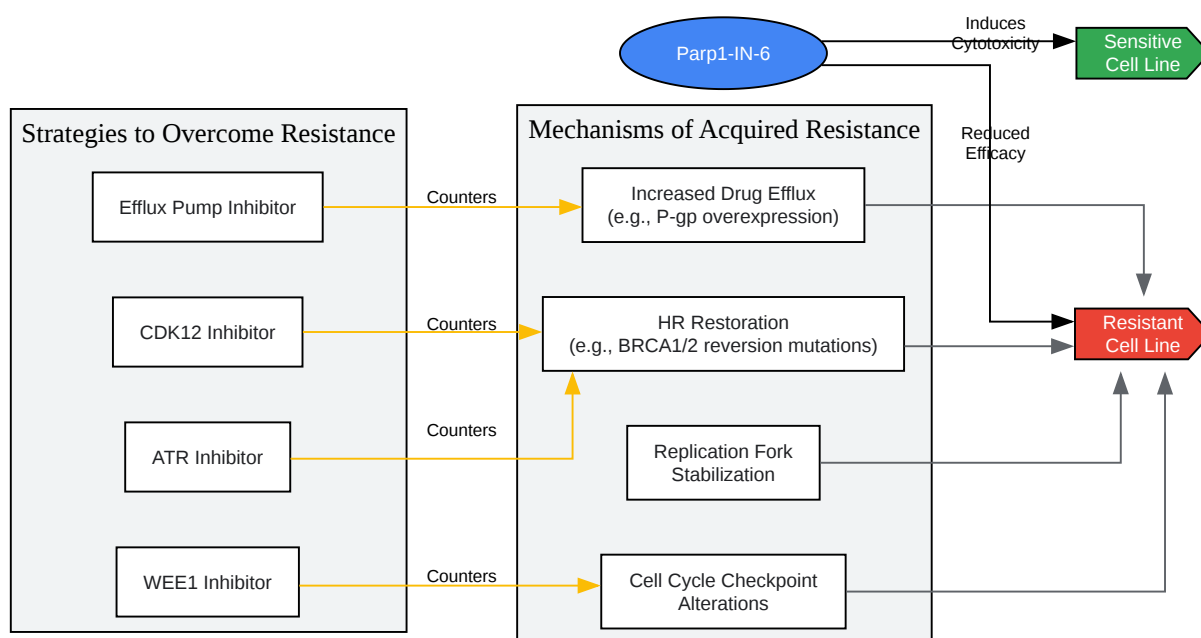 Parp1-IN-6
Induces
Cytotoxicity
Sensitive
Cell Line
Strategies to Overcome Resistance
Mechanisms of Acquired Resistance
Reduced
Efficacy
Efflux Pump Inhibitor
Counters
Increased Drug Efflux
(e.g., P-gp overexpression)
CDK12 Inhibitor
Counters
HR Restoration
(e.g., BRCA1/2 reversion mutations)
Resistant
Cell Line
ATR Inhibitor
Counters
Replication Fork
Stabilization
WEE1 Inhibitor
Counters
Cell Cycle Checkpoint
Alterations